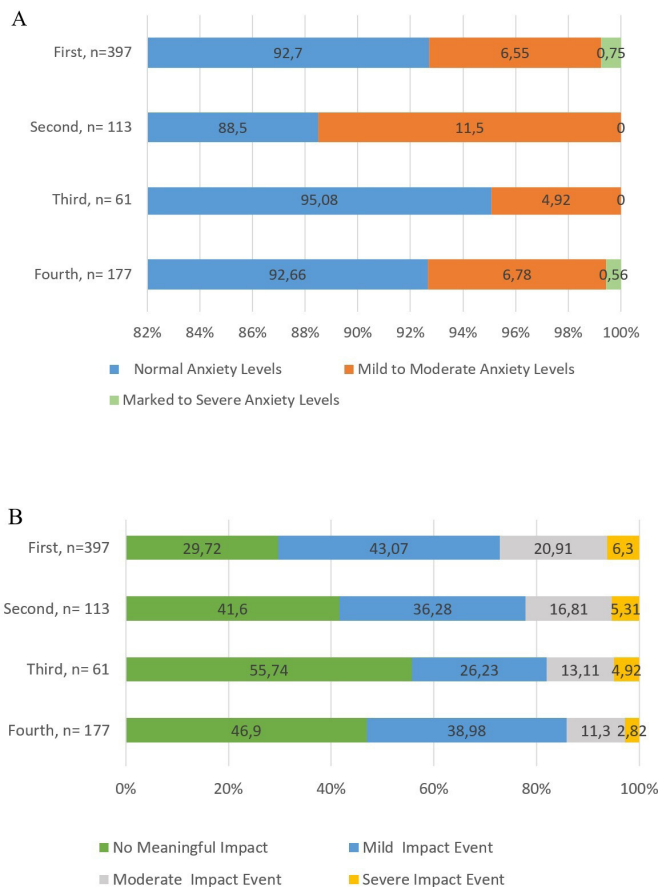 A
First, n=397
92,7
6,55
0,75
Second, n= 113
88,5
11,5
0
Third, n= 61
95,08
4,92
0
Fourth, n= 177
92,66
6,78
0,56
82% 84% 86% 88% 90% 92% 94% 96% 98% 100%
Normal Anxiety Levels
Mild to Moderate Anxiety Levels
Marked to Severe Anxiety Levels
B
First, n=397
29,72
43,07
20,91
6,3
Second, n= 113
41,6
36,28
16,81
5,31
Third, n= 61
55,74
26,23
13,11
4,92
Fourth, n= 177
46,9
38,98
11,3
2,82
0% 20% 40% 60% 80% 100%
No Meaningful Impact
Mild Impact Event
Moderate Impact Event
Severe Impact Event